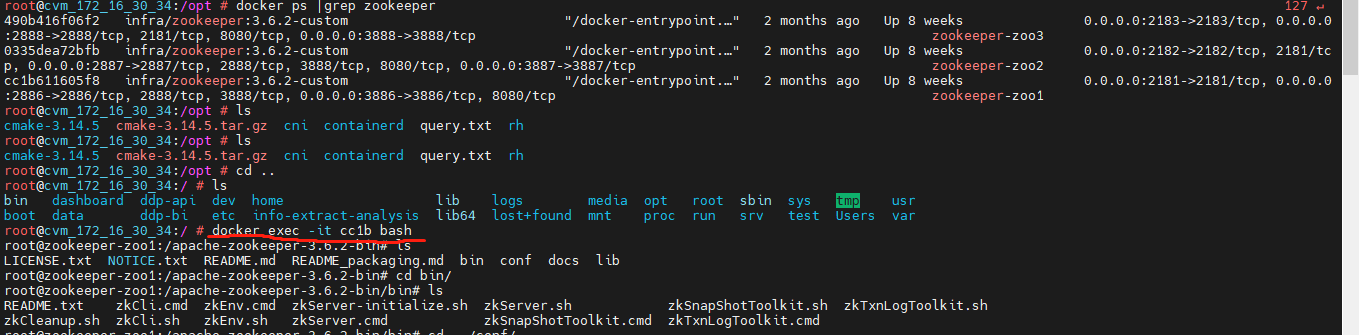 root@cvm_172_16_30_34:/opt # docker ps |grep zookeeper 127 ↵
490b416f06f2 infra/zookeeper:3.6.2-custom "/docker-entrypoint.…" 2 months ago Up 8 weeks 0.0.0.0:2183->2183/tcp, 0.0.0.0
:2888->2888/tcp, 2181/tcp, 8080/tcp, 0.0.0.0:3888->3888/tcp zookeeper-zoo3
0335dea72bfb infra/zookeeper:3.6.2-custom "/docker-entrypoint.…" 2 months ago Up 8 weeks 0.0.0.0:2182->2182/tcp, 2181/tc
p, 0.0.0.0:2887->2887/tcp, 2888/tcp, 3888/tcp, 8080/tcp, 0.0.0.0:3887->3887/tcp zookeeper-zoo2
cc1b611605f8 infra/zookeeper:3.6.2-custom "/docker-entrypoint.…" 2 months ago Up 8 weeks 0.0.0.0:2181->2181/tcp, 0.0.0.0
:2886->2886/tcp, 2888/tcp, 3888/tcp, 0.0.0.0:3886->3886/tcp, 8080/tcp zookeeper-zoo1
root@cvm_172_16_30_34:/opt # ls
cmake-3.14.5 cmake-3.14.5.tar.gz cni containerd query.txt rh
root@cvm_172_16_30_34:/opt # ls
cmake-3.14.5 cmake-3.14.5.tar.gz cni containerd query.txt rh
root@cvm_172_16_30_34:/opt # cd ..
root@cvm_172_16_30_34:/ # ls
bin dashboard ddp-api dev home lib logs media opt root sbin sys tmp usr
boot data ddp-bi etc info-extract-analysis lib64 lost+found mnt proc run srv test Users var
root@cvm_172_16_30_34:/ # docker exec -it cc1b bash
root@zookeeper-zoo1:/apache-zookeeper-3.6.2-bin# ls
LICENSE.txt NOTICE.txt README.md README_packaging.md bin conf docs lib
root@zookeeper-zoo1:/apache-zookeeper-3.6.2-bin# cd bin/
root@zookeeper-zoo1:/apache-zookeeper-3.6.2-bin/bin# ls
README.txt zkCli.cmd zkEnv.cmd zkServer-initialize.sh zkServer.sh zkSnapShotToolkit.sh zkTxnLogToolkit.sh
zkCleanup.sh zkCli.sh zkEnv.sh zkServer.cmd zkSnapShotToolkit.cmd zkTxnLogToolkit.cmd
root@zookeeper-zoo1:/apache-zookeeper-3.6.2-bin/bin# cd ../conf/